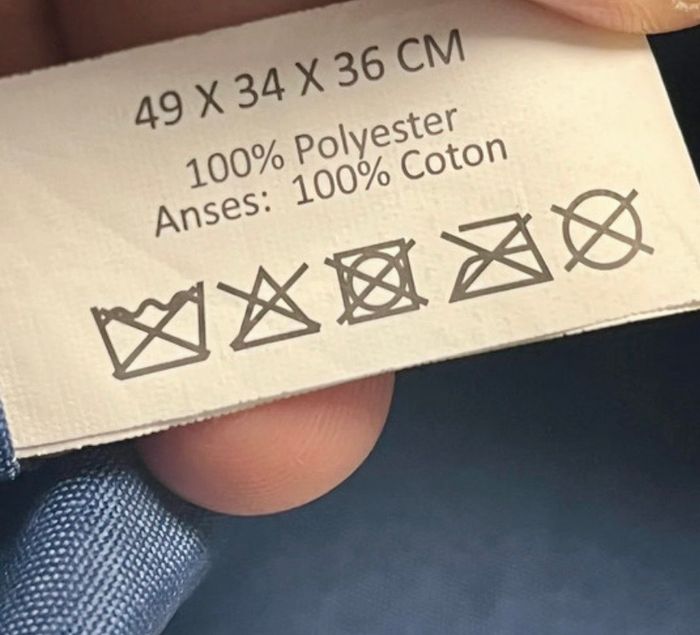 49 X 34 X 36 CM
100% Polyester
Anses: 100% Coton